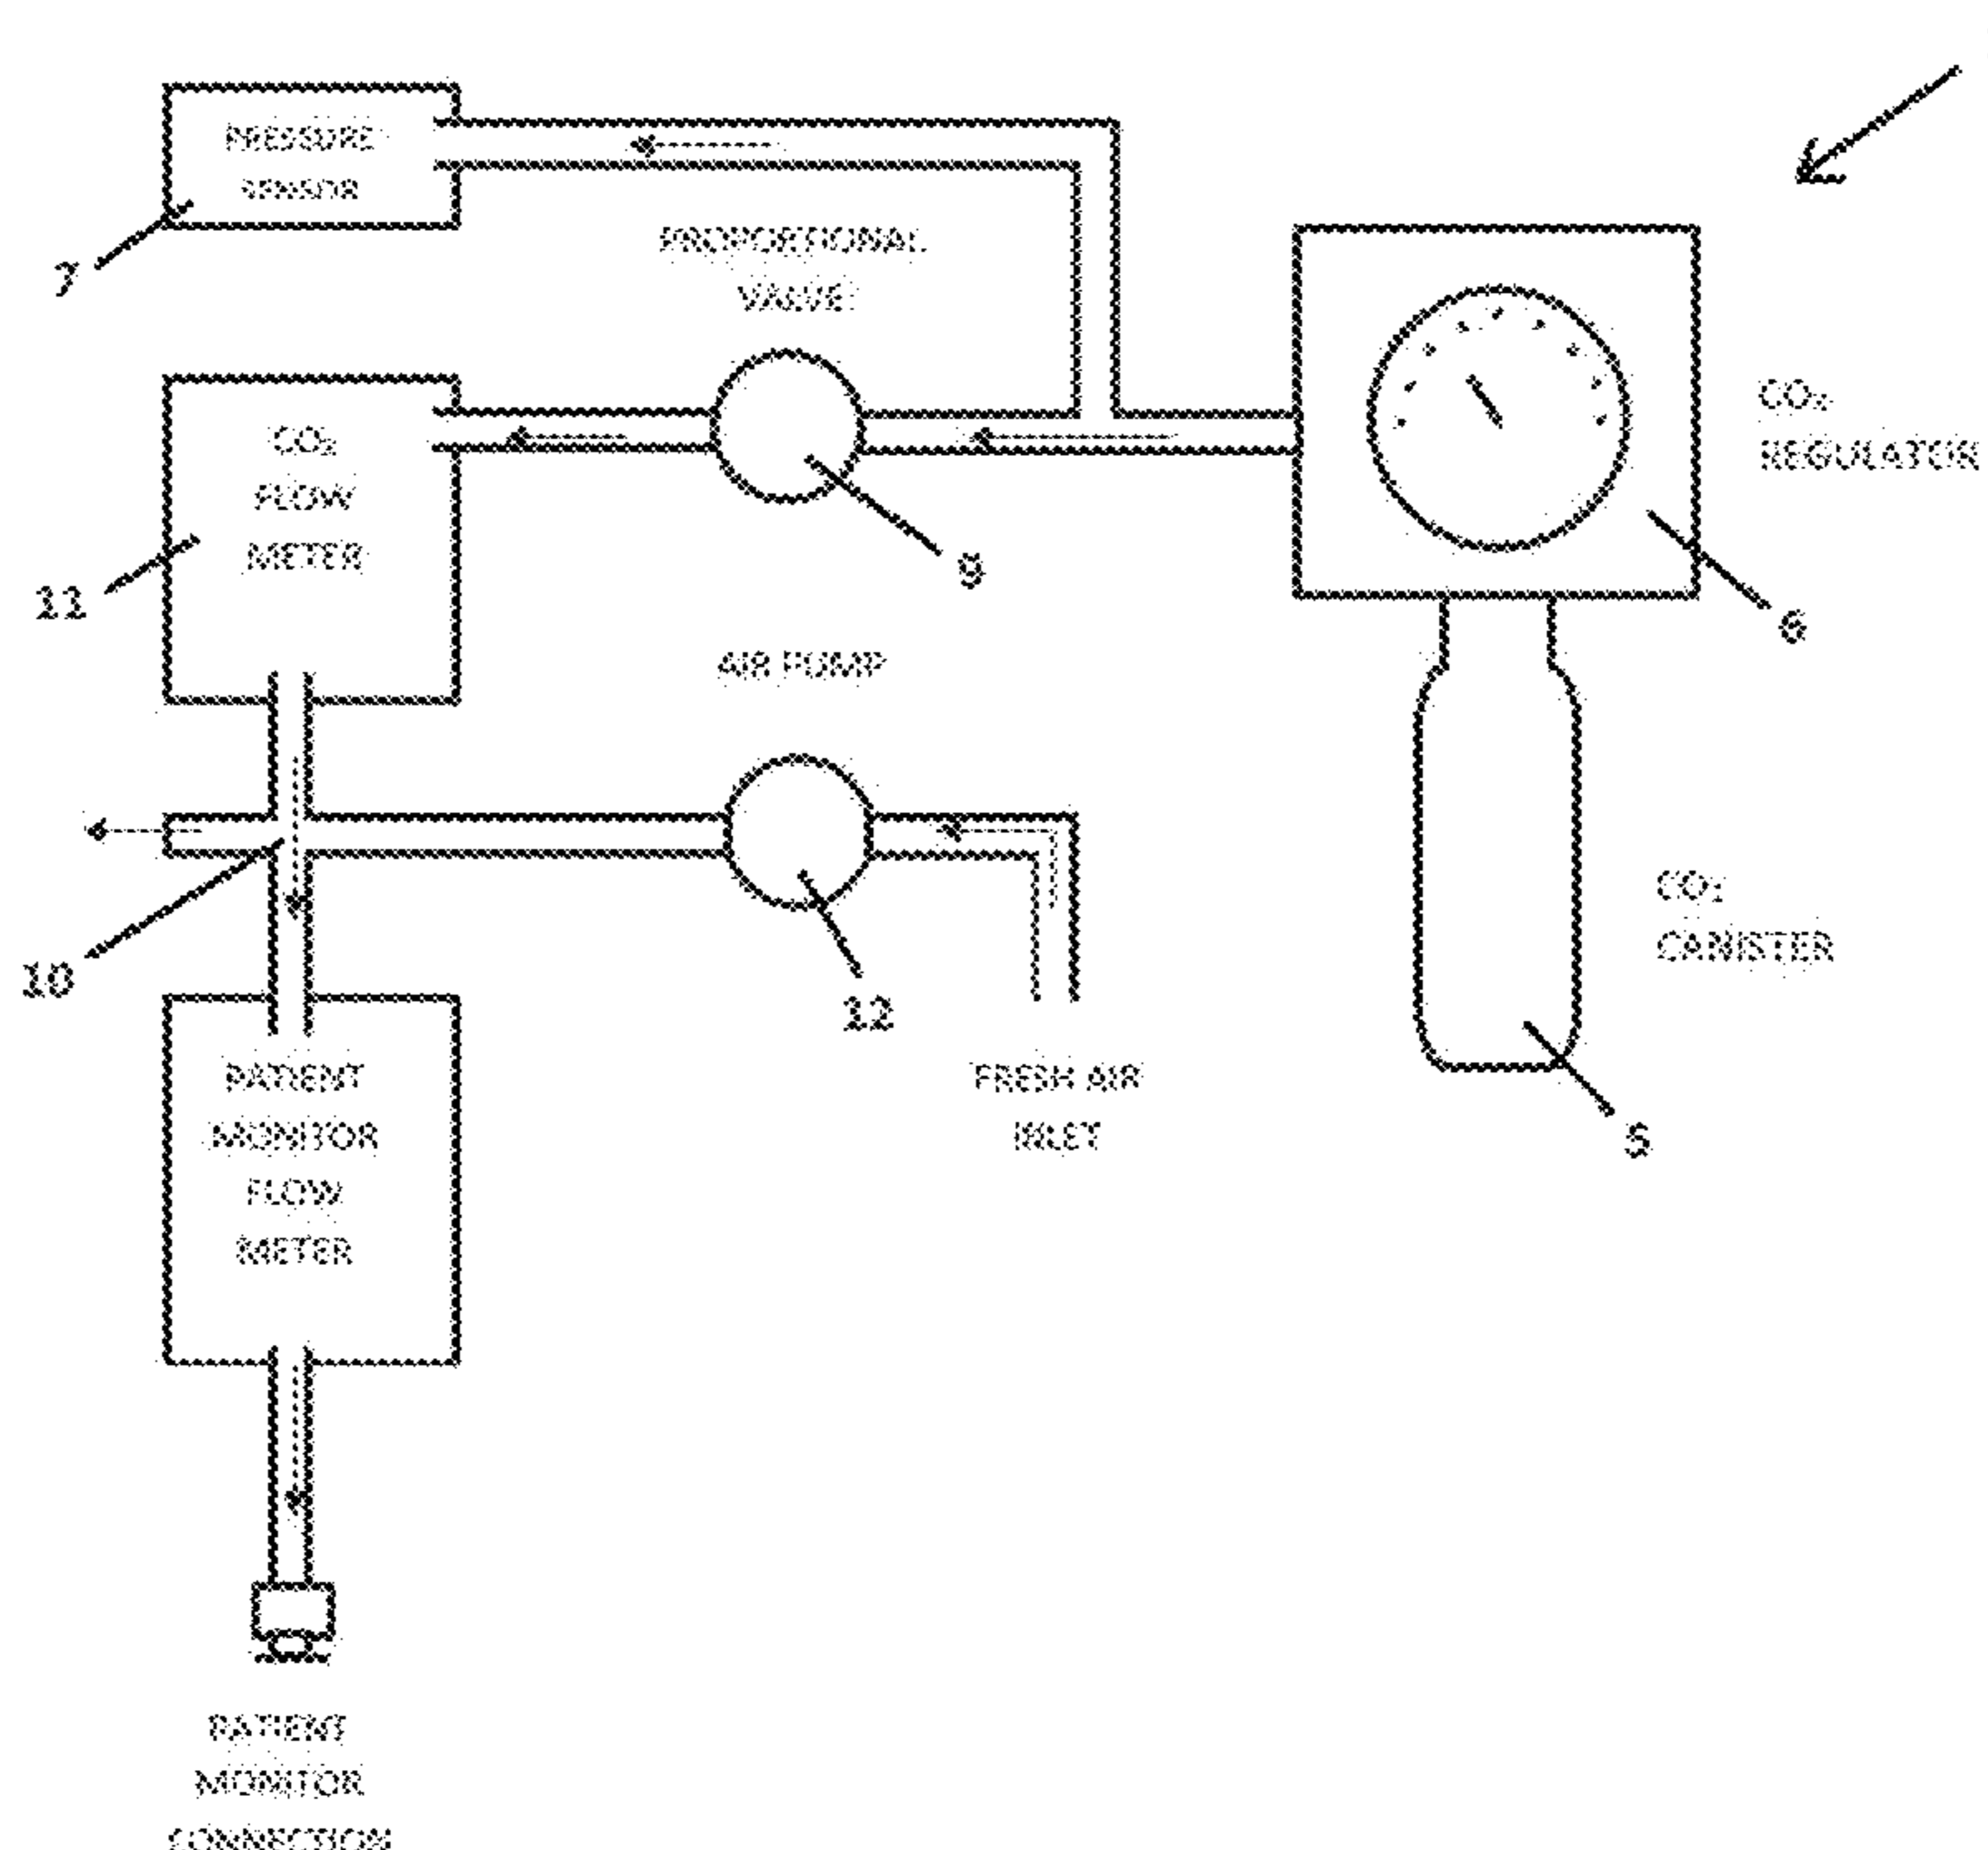 PRESSURE
SENSOR
7
PROPORTIONAL
VALVE
CO₂
REGULATOR
CO₂
FLOW
METER
9
11
6
AIR PUMP
CO₂
CANISTER
10
12
PATIENT
MONITOR
FLOW
METER
FRESH AIR
INLET
5
PATIENT
MONITOR
CONNECTION